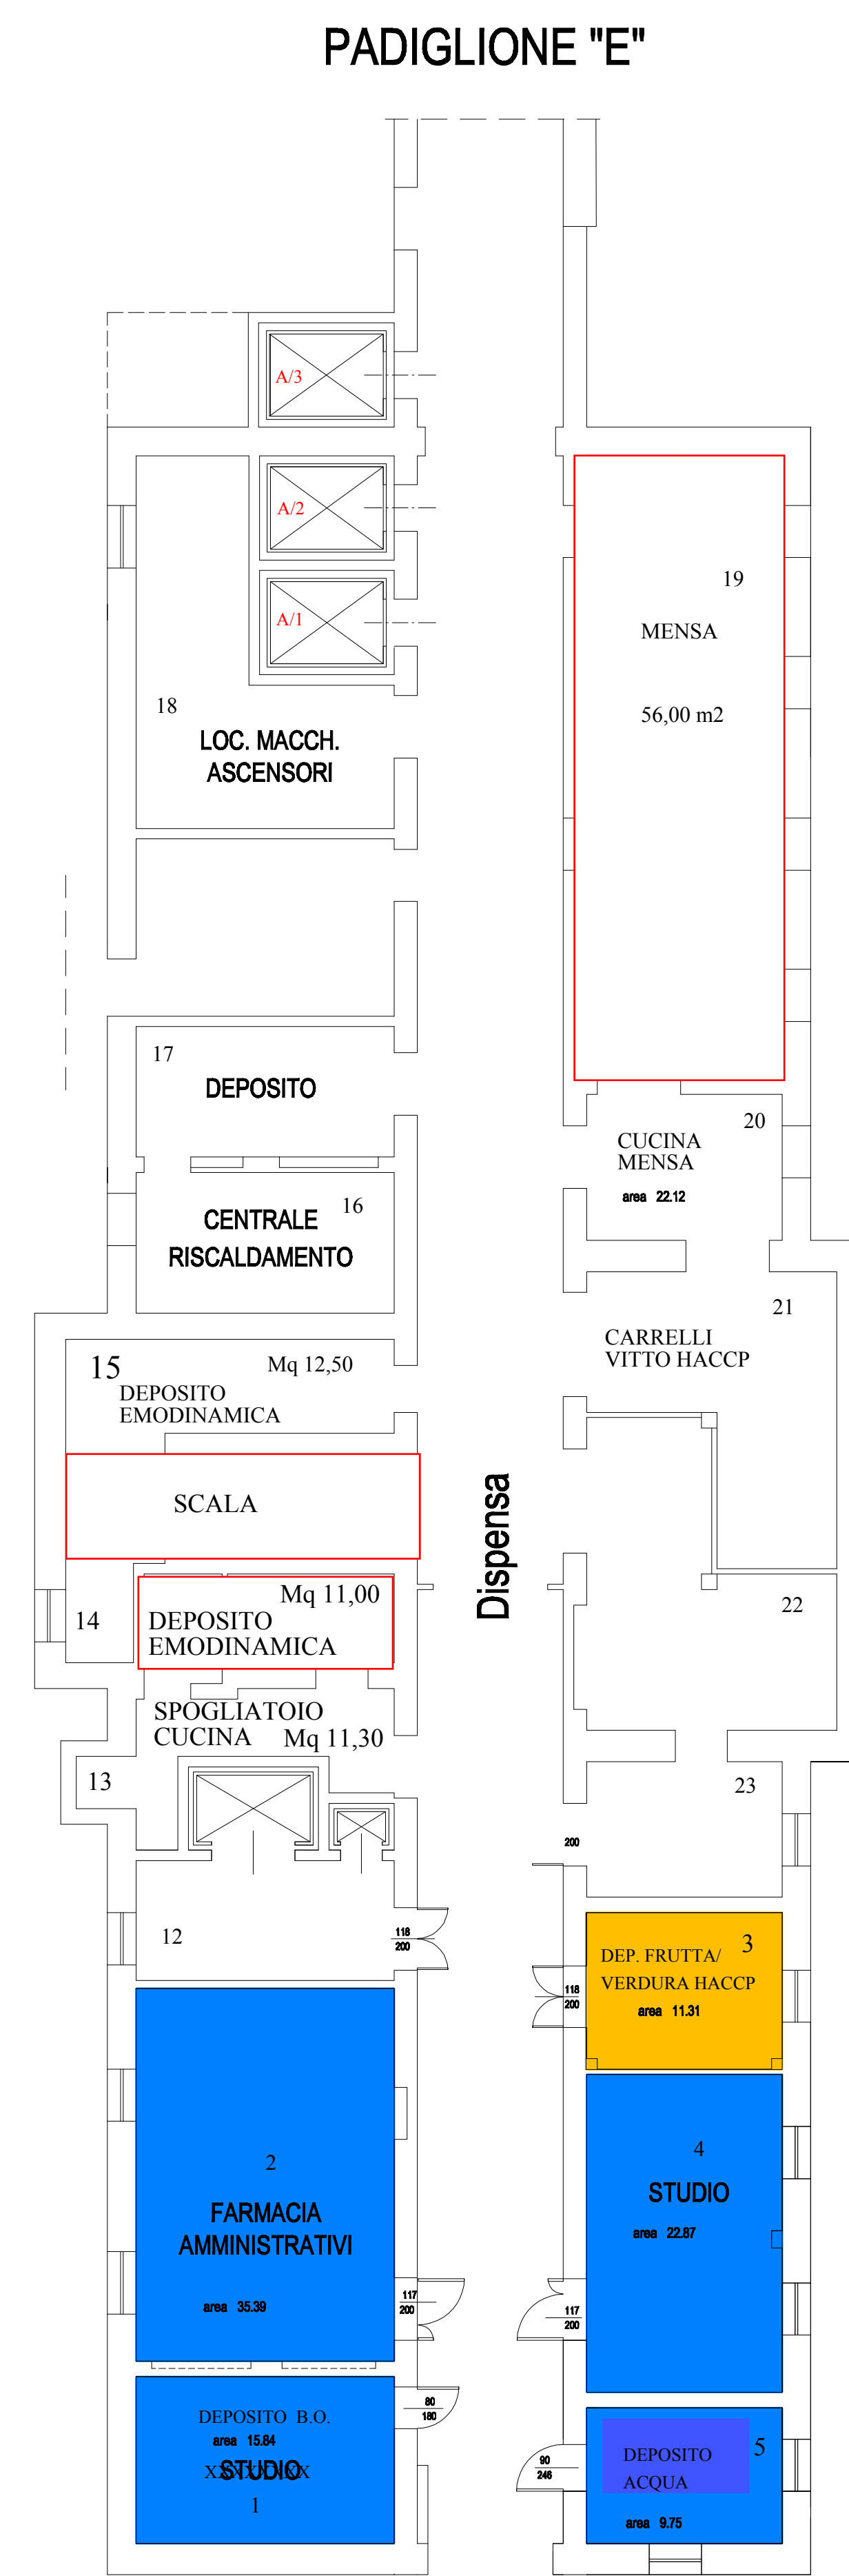 PADIGLIONE "E"
A/3
A/2
A/1
19
MENSA
56,00 m2
18
LOC. MACCH.
ASCENSORI
17
DEPOSITO
20
CUCINA
MENSA
area 22.12
16
CENTRALE
RISCALDAMENTO
21
CARRELLI
VITTO HACCP
15
Mq 12,50
DEPOSITO
EMODINAMICA
SCALA
Dispensa
Mq 11,00
14
DEPOSITO
EMODINAMICA
22
SPOGLIATOIO
CUCINA Mq 11,30
13
23
200
12
118
200
3
DEP. FRUTTA/
VERDURA HACCP
area 11.31
118
200
2
FARMACIA
AMMINISTRATIVI
area 35.39
117
200
4
STUDIO
area 22.87
117
200
DEPOSITO B.O.
area 15.84
STUDIO
XXXXXXXX
1
80
180
5
DEPOSITO
ACQUA
area 9.75
90
246